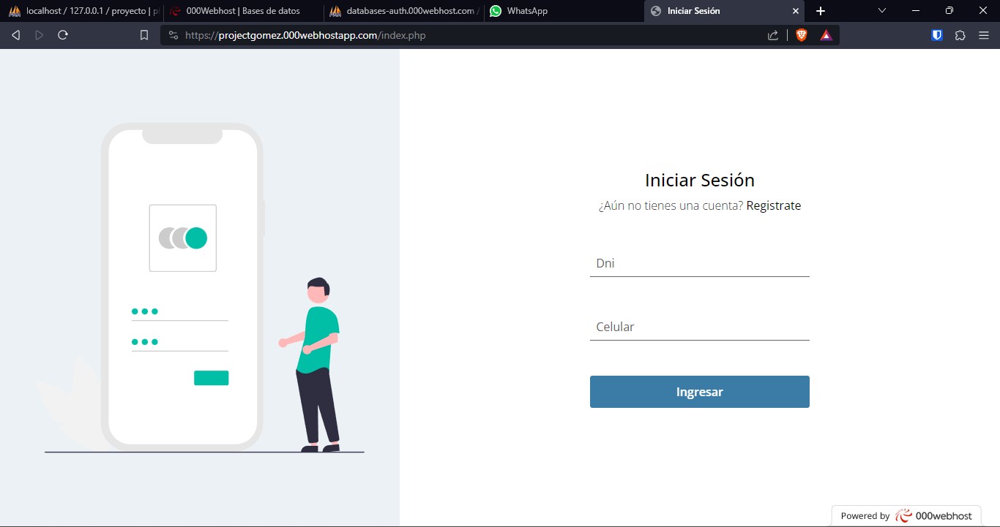 localhost / 127.0.0.1 / proyecto | p
000Webhost | Bases de datos
databases-auth.000webhost.com /
WhatsApp
Iniciar Sesión
https://projectgomez.000webhostapp.com/index.php
Iniciar Sesión
¿Aún no tienes una cuenta? Registrate
Dni
Celular
Ingresar
Powered by 000webhost